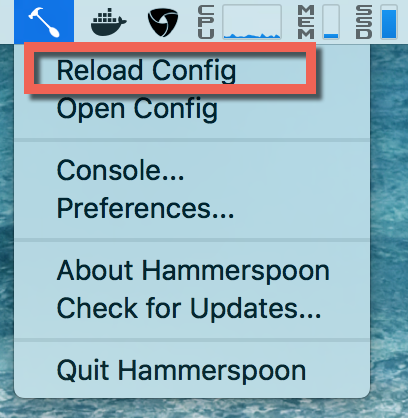 CPU MEM SSD
Reload Config
Open Config
Console...
Preferences...
About Hammerspoon
Check for Updates...
Quit Hammerspoon